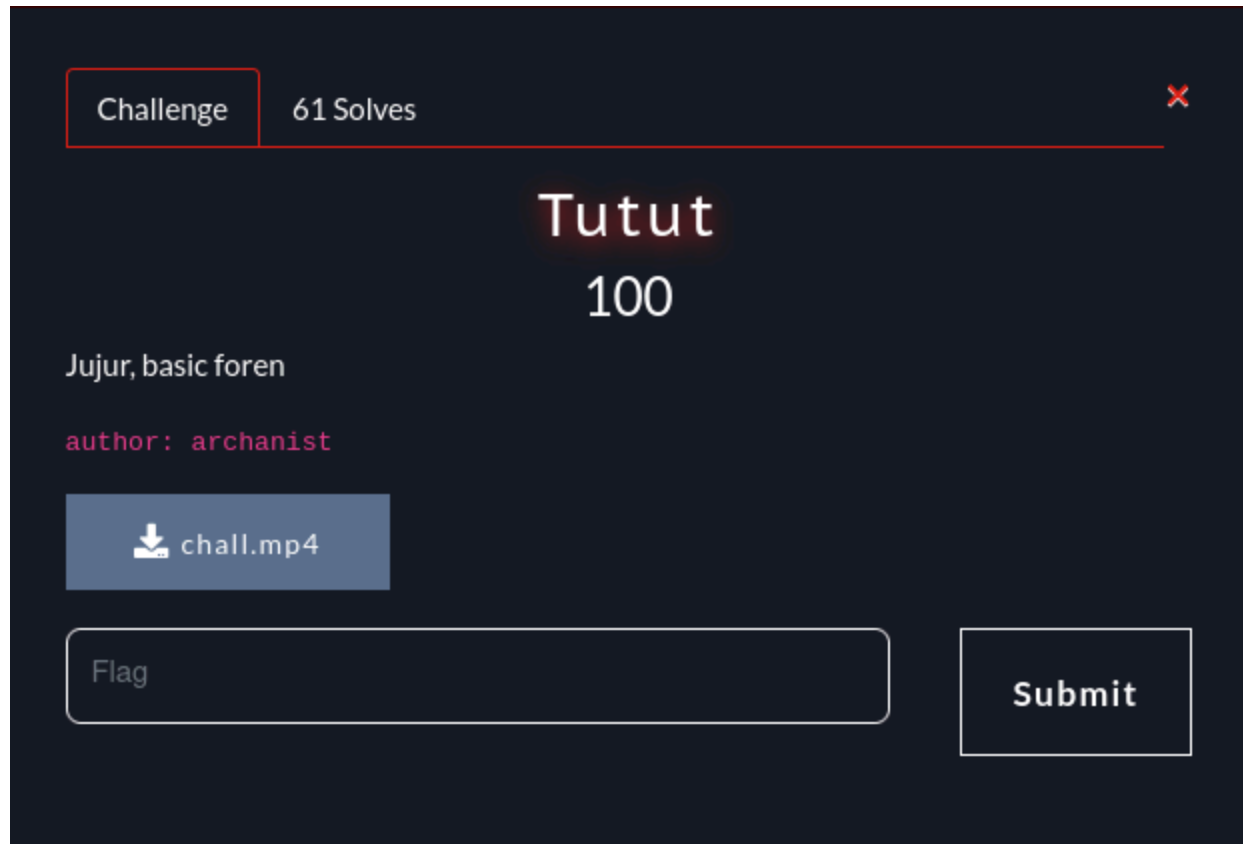 Challenge 61 Solves ×
Tutut
100
Jujur, basic foren
author: archanist
chall.mp4
Flag
Submit